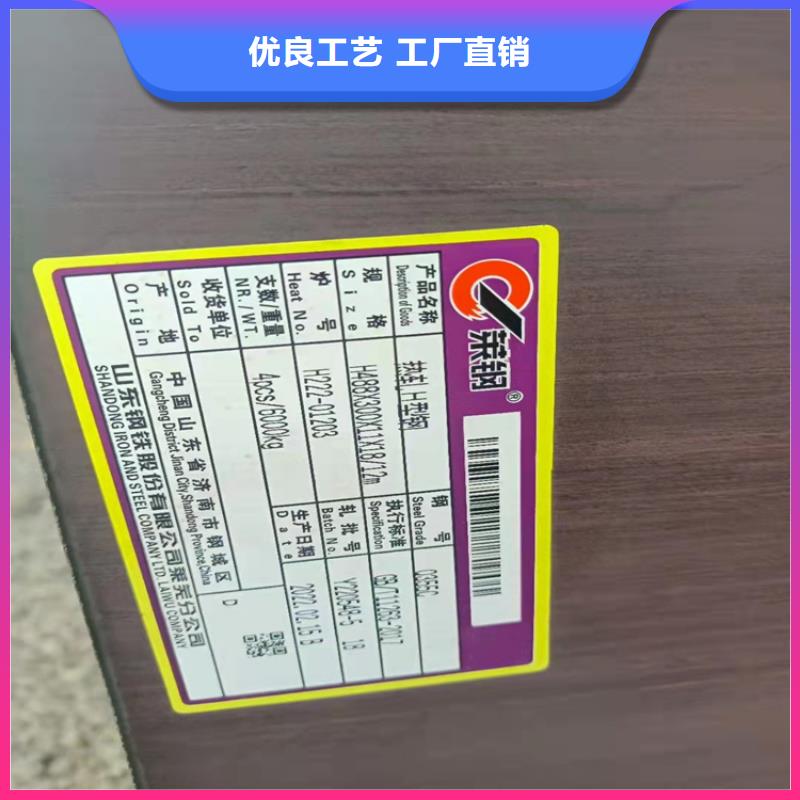 优良工艺 工厂直销
莱钢®
产品名称 热轧H型钢 钢号 Q355C
Description of Goods Steel Grade
规格 H488X300X11X18/12m 执行标准 GB/T11263-2017
Size Specification
炉号 H222-01203 轧批号 Y220548-5 18
Heat No. Batch No.
支数/重量 4pcs/6000kg 生产日期 2022.02.15 B
NR./WT. Date
收货单位 D
Sold To
产地 中国山东省济南市钢城区
Origin Gangcheng District,Jinan City,Shandong Province,China
山东钢铁股份有限公司莱芜分公司
SHANDONG IRON AND STEEL COMPANY LTD. LAIWU COMPANY